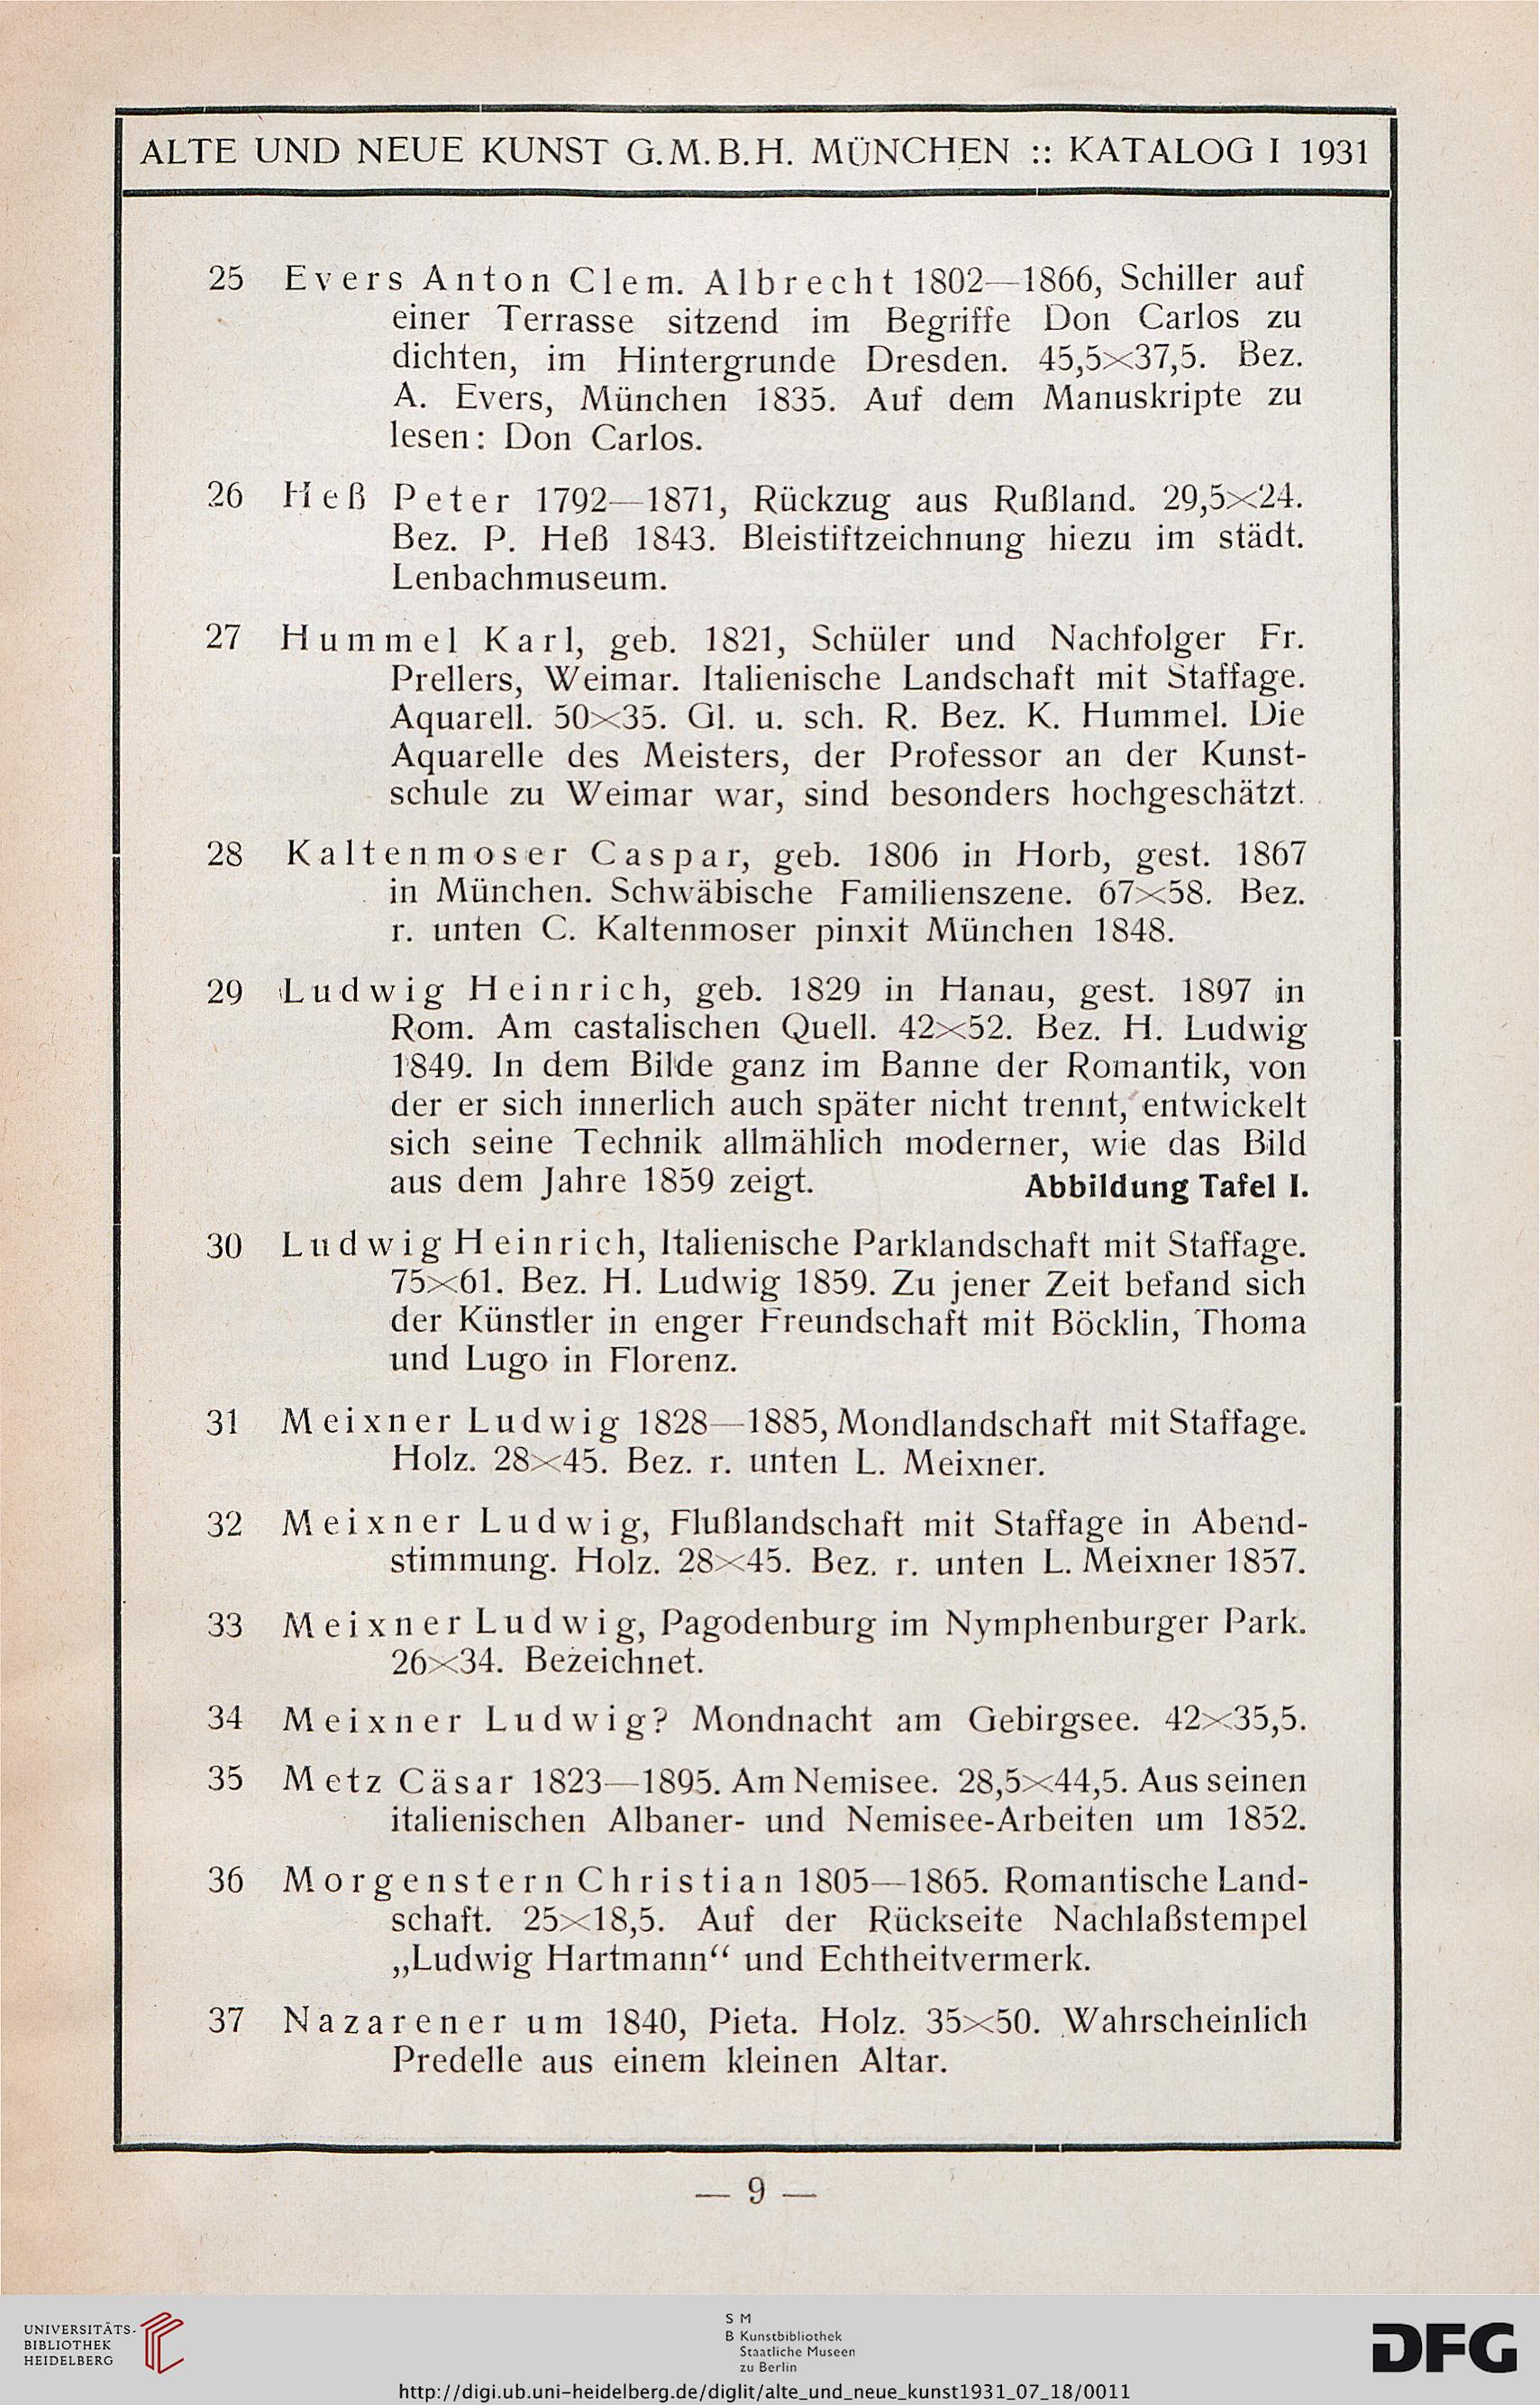 ALTE UND NEUE KUNST G.M.B.H. MÜNCHEN :: KATALOG I 1931
25 Evers Anton Clem. Albrecht 1802—1866, Schiller auf
einer Terrasse sitzend im Begriffe Don Carlos zu
dichten, im Hintergrunde Dresden. 45,5×37,5. Bez.
A. Evers, München 1835. Auf dem Manuskripte zu
lesen: Don Carlos.
26 Heß Peter 1792—1871, Rückzug aus Rußland. 29,5×24.
Bez. P. Heß 1843. Bleistiftzeichnung hiezu im städt.
Lenbachmuseum.
27 Hummel Karl, geb. 1821, Schüler und Nachfolger Fr.
Prellers, Weimar. Italienische Landschaft mit Staffage.
Aquarell. 50×35. Gl. u. sch. R. Bez. K. Hummel. Die
Aquarelle des Meisters, der Professor an der Kunst-
schule zu Weimar war, sind besonders hochgeschätzt.
28 Kaltenmoser Caspar, geb. 1806 in Horb, gest. 1867
in München. Schwäbische Familienszene. 67×58. Bez.
r. unten C. Kaltenmoser pinxit München 1848.
29 Ludwig Heinrich, geb. 1829 in Hanau, gest. 1897 in
Rom. Am castalischen Quell. 42×52. Bez. H. Ludwig
1849. In dem Bilde ganz im Banne der Romantik, von
der er sich innerlich auch später nicht trennt, entwickelt
sich seine Technik allmählich moderner, wie das Bild
aus dem Jahre 1859 zeigt. Abbildung Tafel I.
30 Ludwig Heinrich, Italienische Parklandschaft mit Staffage.
75×61. Bez. H. Ludwig 1859. Zu jener Zeit befand sich
der Künstler in enger Freundschaft mit Böcklin, Thoma
und Lugo in Florenz.
31 Meixner Ludwig 1828—1885, Mondlandschaft mit Staffage.
Holz. 28×45. Bez. r. unten L. Meixner.
32 Meixner Ludwig, Flußlandschaft mit Staffage in Abend-
stimmung. Holz. 28×45. Bez. r. unten L. Meixner 1857.
33 Meixner Ludwig, Pagodenburg im Nymphenburger Park.
26×34. Bezeichnet.
34 Meixner Ludwig? Mondnacht am Gebirgsee. 42×35,5.
35 Metz Cäsar 1823—1895. Am Nemisee. 28,5×44,5. Aus seinen
italienischen Albaner- und Nemisee-Arbeiten um 1852.
36 Morgenstern Christian 1805—1865. Romantische Land-
schaft. 25×18,5. Auf der Rückseite Nachlaßstempel
„Ludwig Hartmann“ und Echtheitvermerk.
37 Nazarener um 1840, Pieta. Holz. 35×50. Wahrscheinlich
Predelle aus einem kleinen Altar.
— 9 —
UNIVERSITÄTS-
BIBLIOTHEK
HEIDELBERG
S M
B Kunstbibliothek
Staatliche Museen
zu Berlin
DFG
http://digi.ub.uni-heidelberg.de/diglit/alte_und_neue_kunst1931_07_18/0011